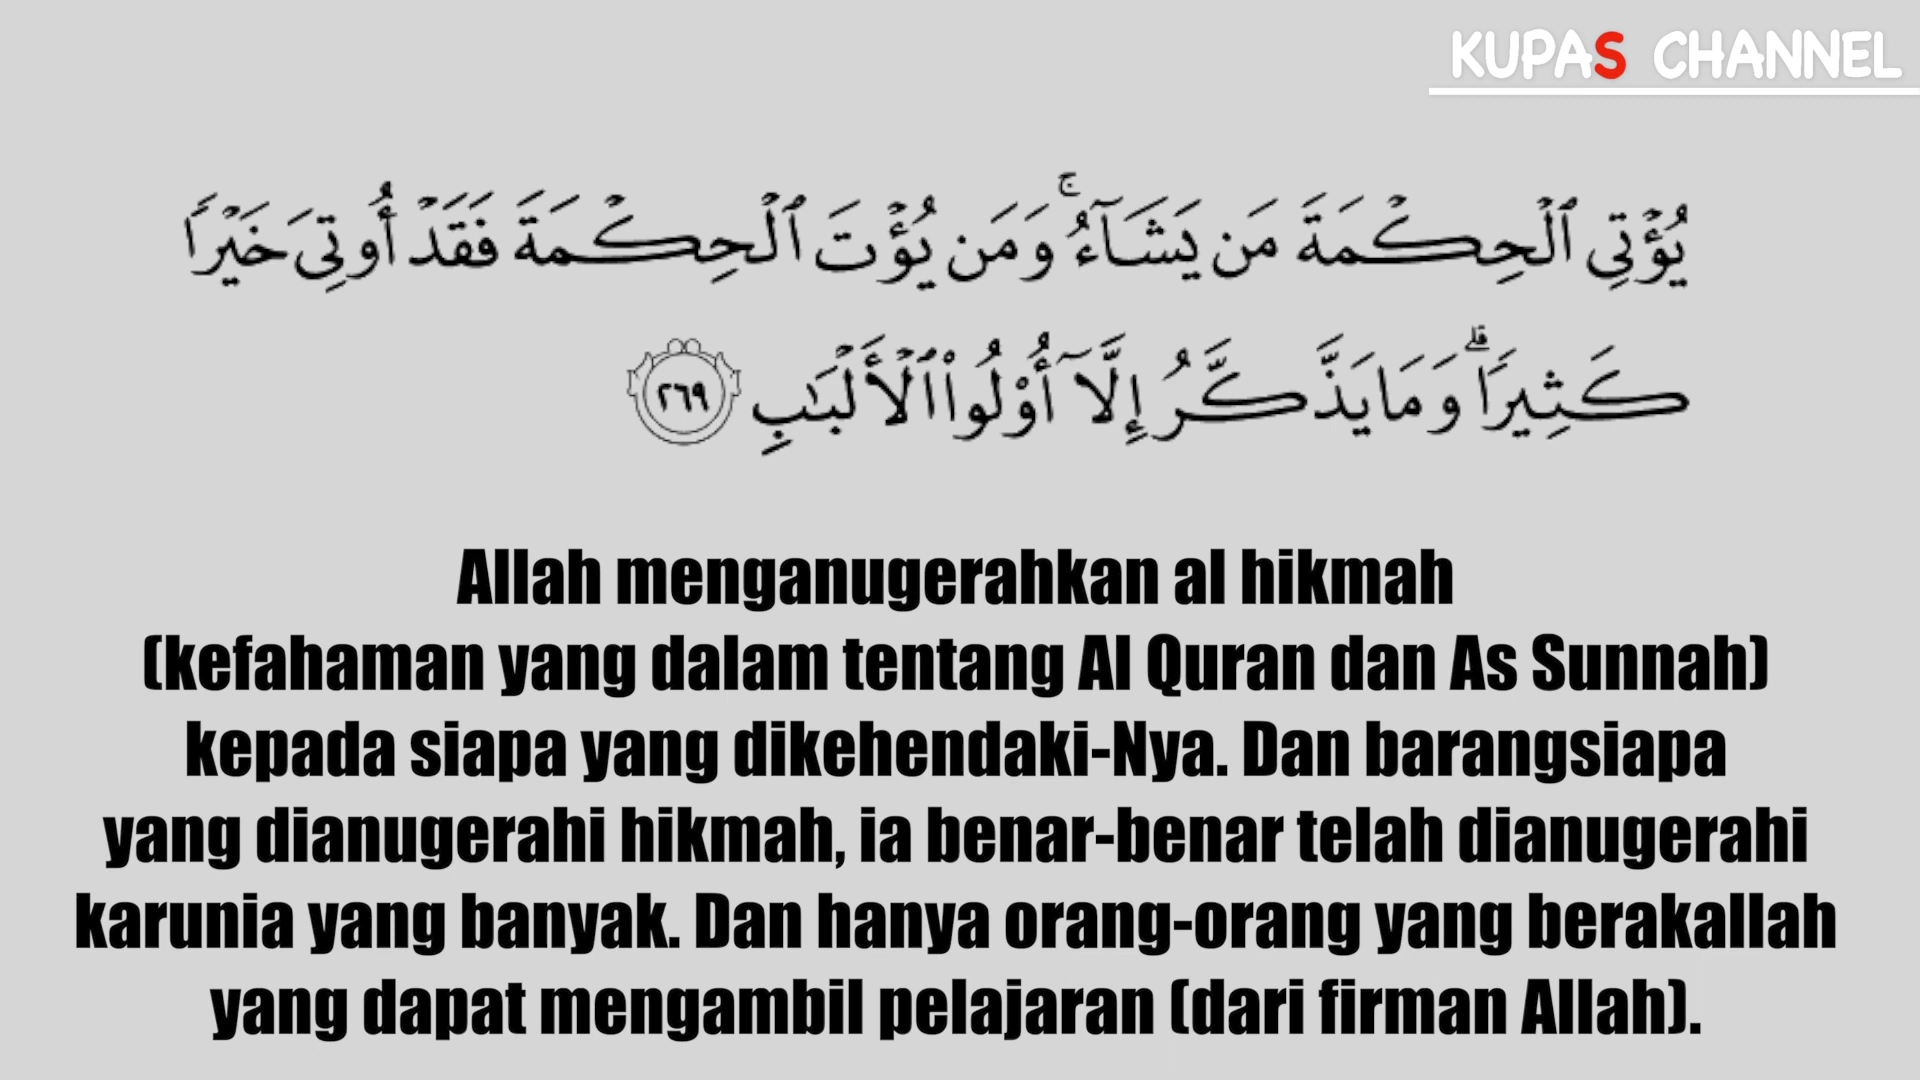 KUPAS CHANNEL
يُؤْتِى ٱلْحِكْمَةَ مَن يَشَآءُ ۚ وَمَن يُؤْتَ ٱلْحِكْمَةَ فَقَدْ أُوتِىَ خَيْرًا
كَثِيرًا ۗ وَمَا يَذَّكَّرُ إِلَّآ أُو۟لُوا۟ ٱلْأَلْبَٰبِ ٢٦٩
Allah menganugerahkan al hikmah
(kefahaman yang dalam tentang Al Quran dan As Sunnah)
kepada siapa yang dikehendaki-Nya. Dan barangsiapa
yang dianugerahi hikmah, ia benar-benar telah dianugerahi
karunia yang banyak. Dan hanya orang-orang yang berakallah
yang dapat mengambil pelajaran (dari firman Allah).